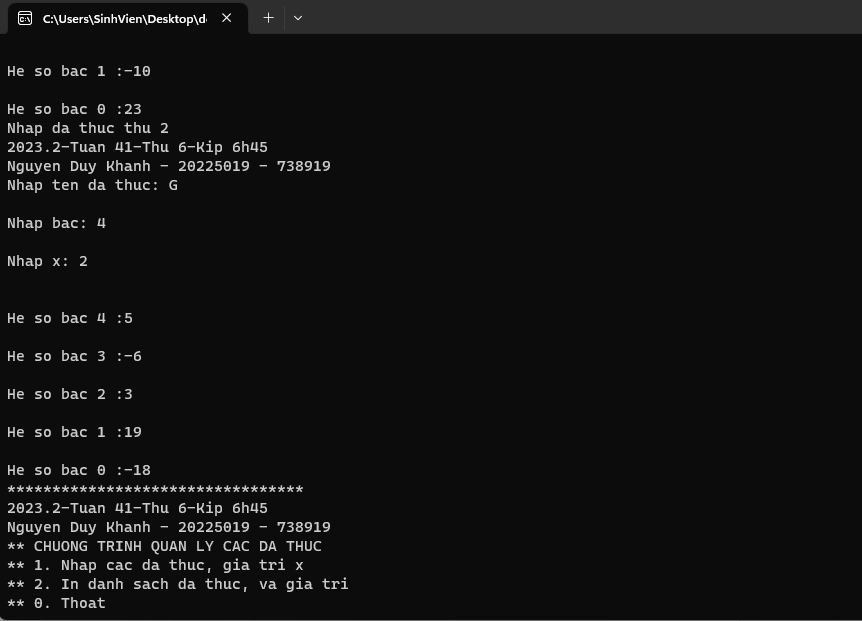 C:\Users\SinhVien\Desktop\d
He so bac 1 :-10
He so bac 0 :23
Nhap da thuc thu 2
2023.2-Tuan 41-Thu 6-Kip 6h45
Nguyen Duy Khanh - 20225019 - 738919
Nhap ten da thuc: G
Nhap bac: 4
Nhap x: 2
He so bac 4 :5
He so bac 3 :-6
He so bac 2 :3
He so bac 1 :19
He so bac 0 :-18
*********************************
2023.2-Tuan 41-Thu 6-Kip 6h45
Nguyen Duy Khanh - 20225019 - 738919
** CHUONG TRINH QUAN LY CAC DA THUC
** 1. Nhap cac da thuc, gia tri x
** 2. In danh sach da thuc, va gia tri
** 0. Thoat